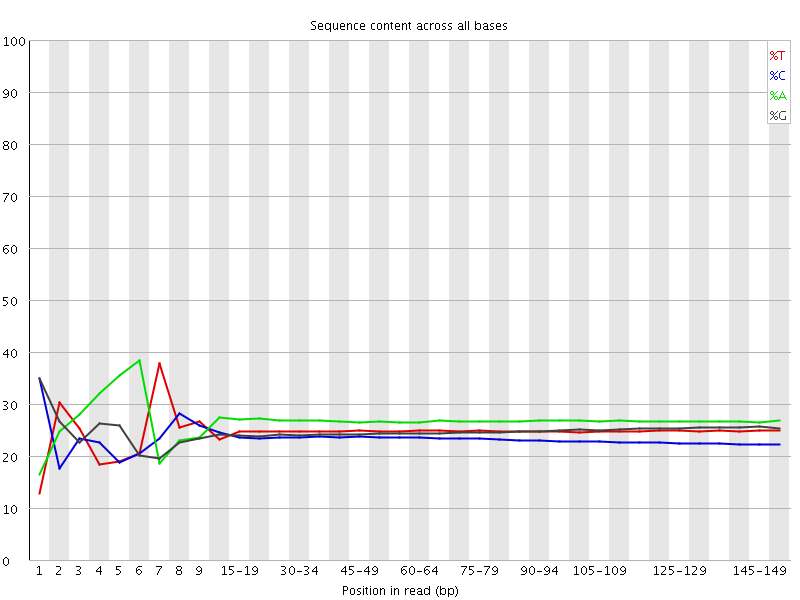 Sequence content across all bases
100
90
80
70
60
50
40
30
20
10
0
%T
%C
%A
%G
1 2 3 4 5 6 7 8 9 15-19 30-34 45-49 60-64 75-79 90-94 105-109 125-129 145-149
Position in read (bp)